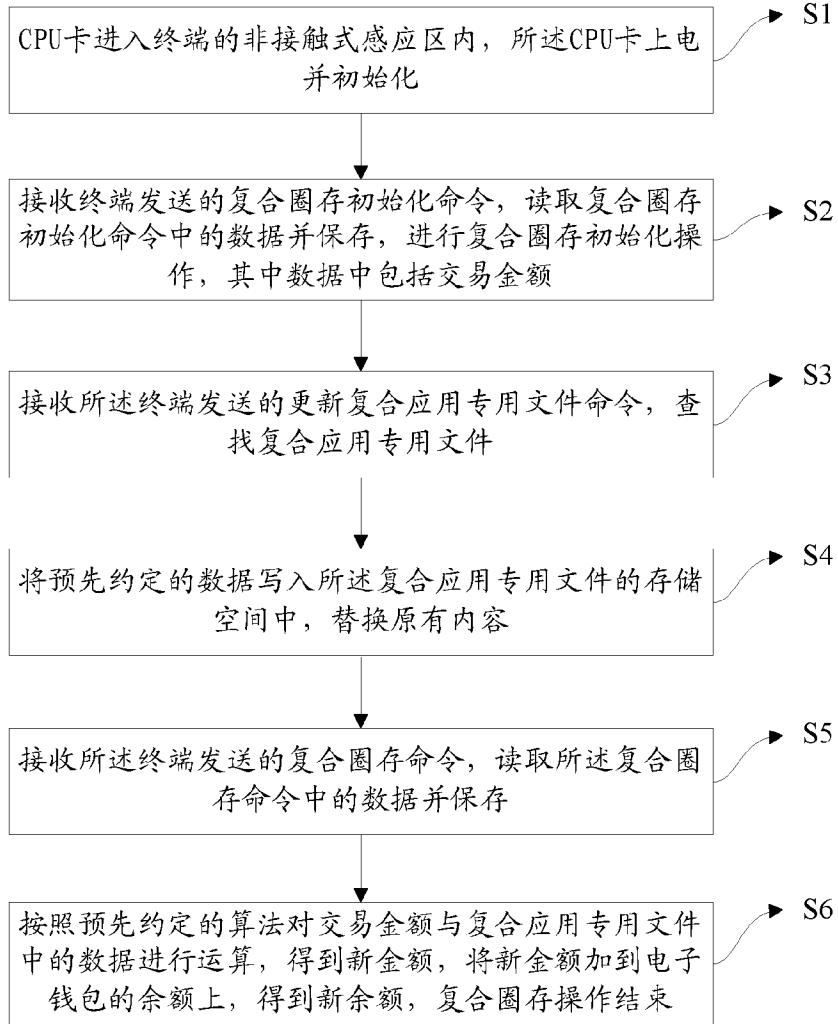 CPU卡进入终端的非接触式感应区内，所述CPU卡上电
并初始化
S1
接收终端发送的复合圈存初始化命令，读取复合圈存
初始化命令中的数据并保存，进行复合圈存初始化操
作，其中数据中包括交易金额
S2
接收所述终端发送的更新复合应用专用文件命令，查
找复合应用专用文件
S3
将预先约定的数据写入所述复合应用专用文件的存储
空间中，替换原有内容
S4
接收所述终端发送的复合圈存命令，读取所述复合圈
存命令中的数据并保存
S5
按照预先约定的算法对交易金额与复合应用专用文件
中的数据进行运算，得到新金额，将新金额加到电子
钱包的余额上，得到新余额，复合圈存操作结束
S6